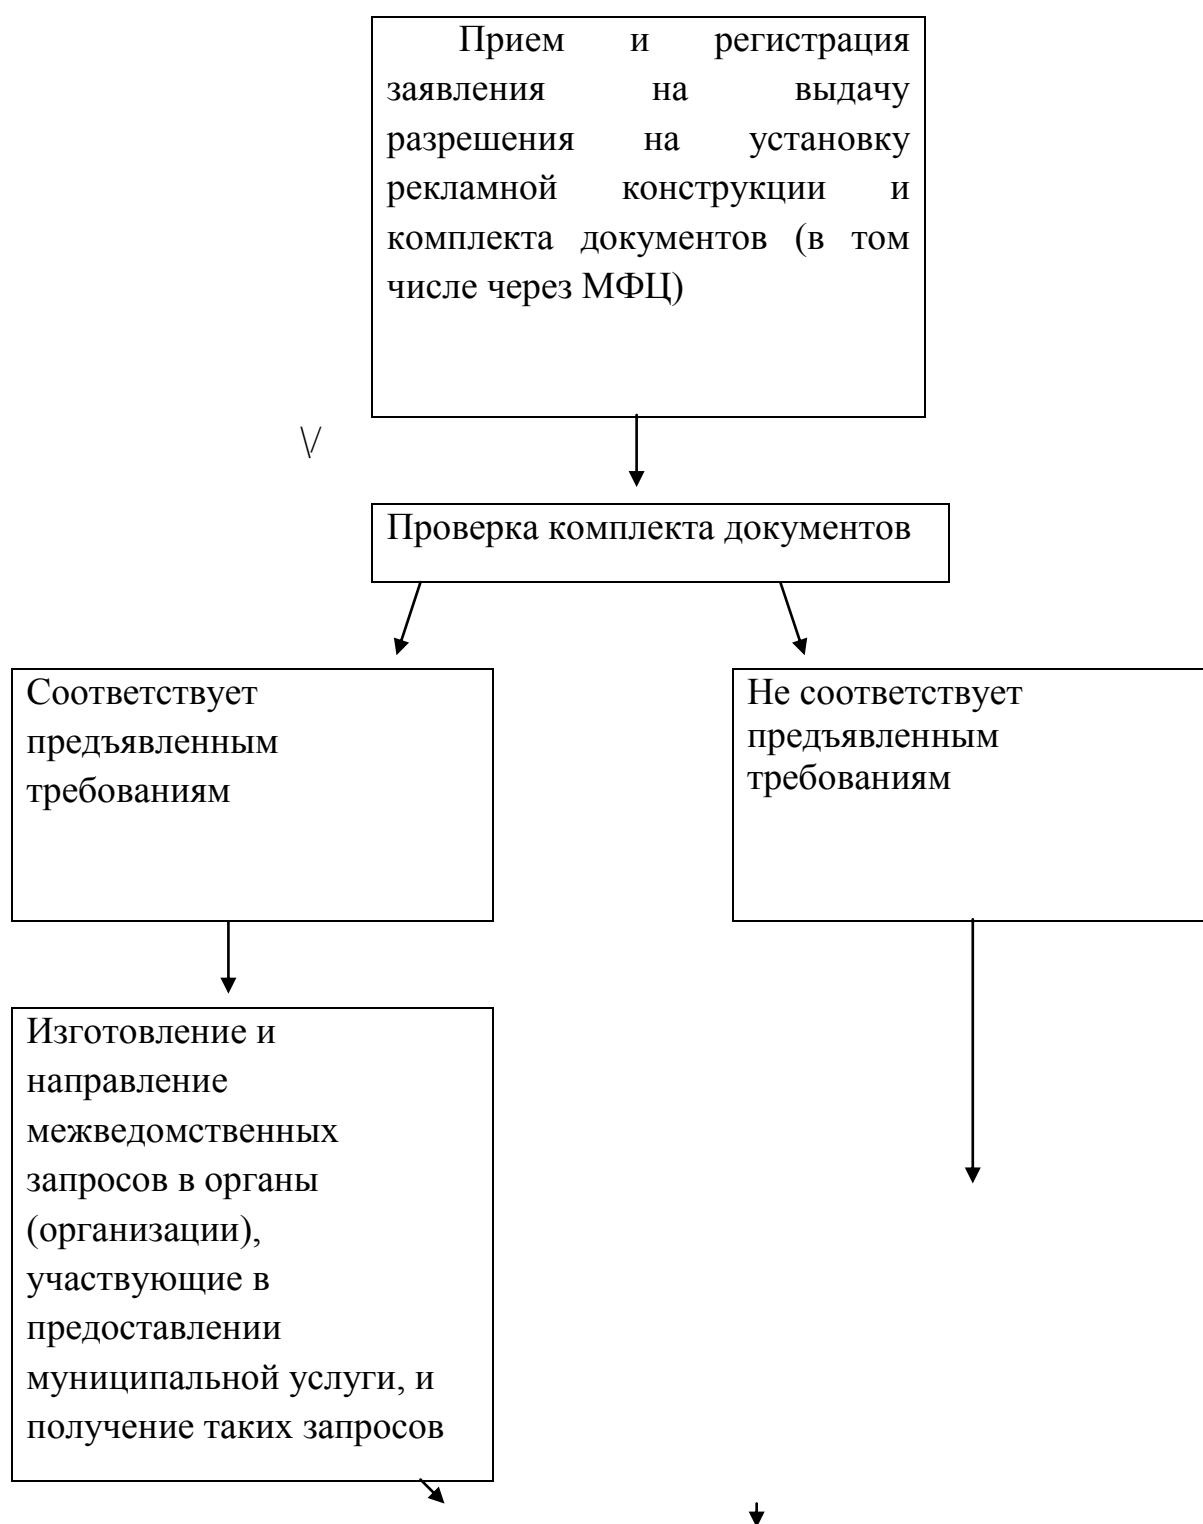 Прием и регистрация
заявления на выдачу
разрешения на установку
рекламной конструкции и
комплекта документов (в том
числе через МФЦ)
\/
Проверка комплекта документов
Соответствует
предъявленным
требованиям
Не соответствует
предъявленным
требованиям
Изготовление и
направление
межведомственных
запросов в органы
(организации),
участвующие в
предоставлении
муниципальной услуги, и
получение таких запросов